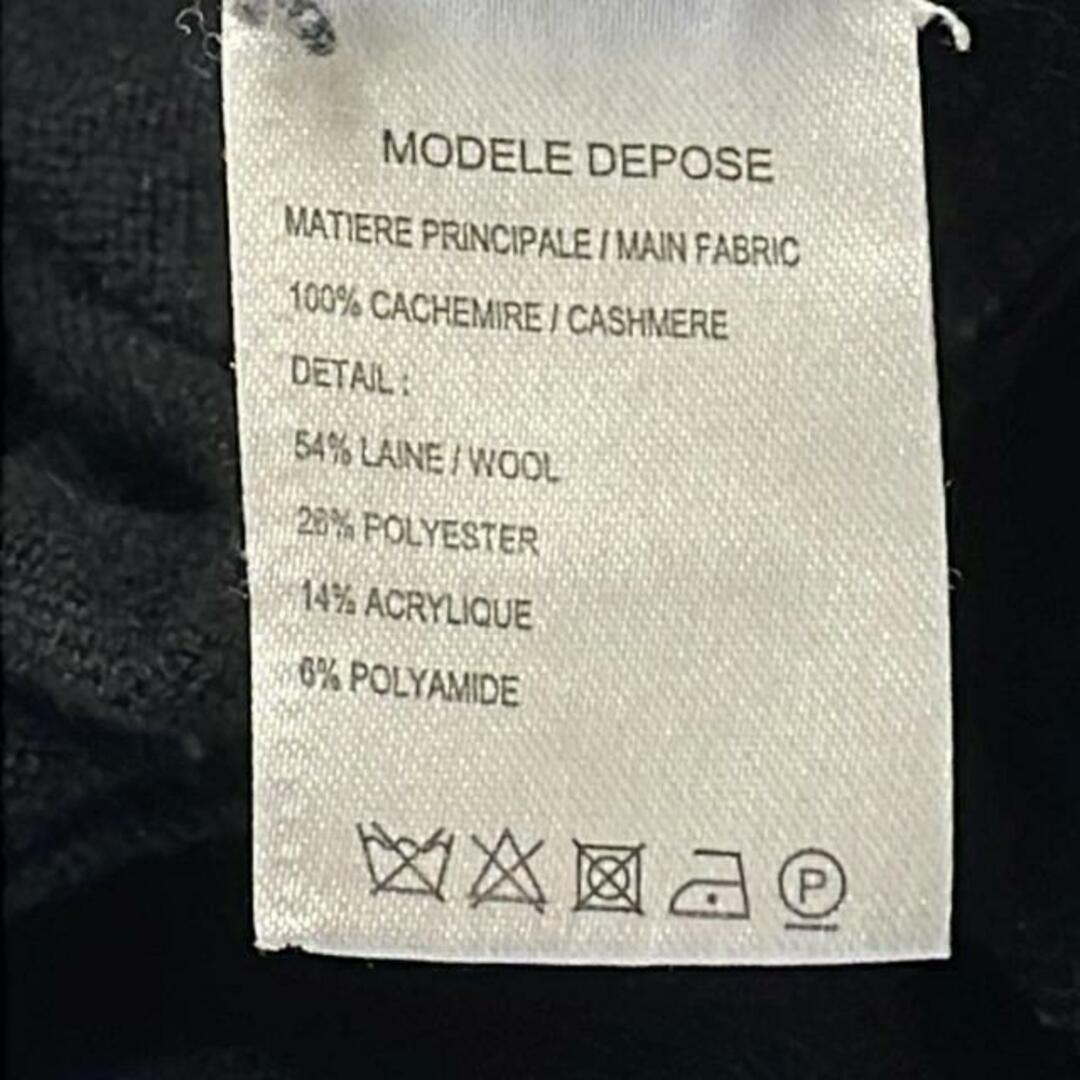 MODELE DEPOSE
MATIERE PRINCIPALE / MAIN FABRIC
100% CACHEMIRE / CASHMERE
DETAIL :
54% LAINE / WOOL
26% POLYESTER
14% ACRYLIQUE
6% POLYAMIDE
P